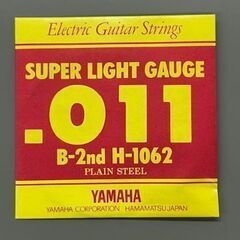 Electric Guitar Strings
SUPER LIGHT GAUGE
.011
B-2nd H-1062
PLAIN STEEL
YAMAHA
YAMAHA CORPORATION HAMAMATSU JAPAN